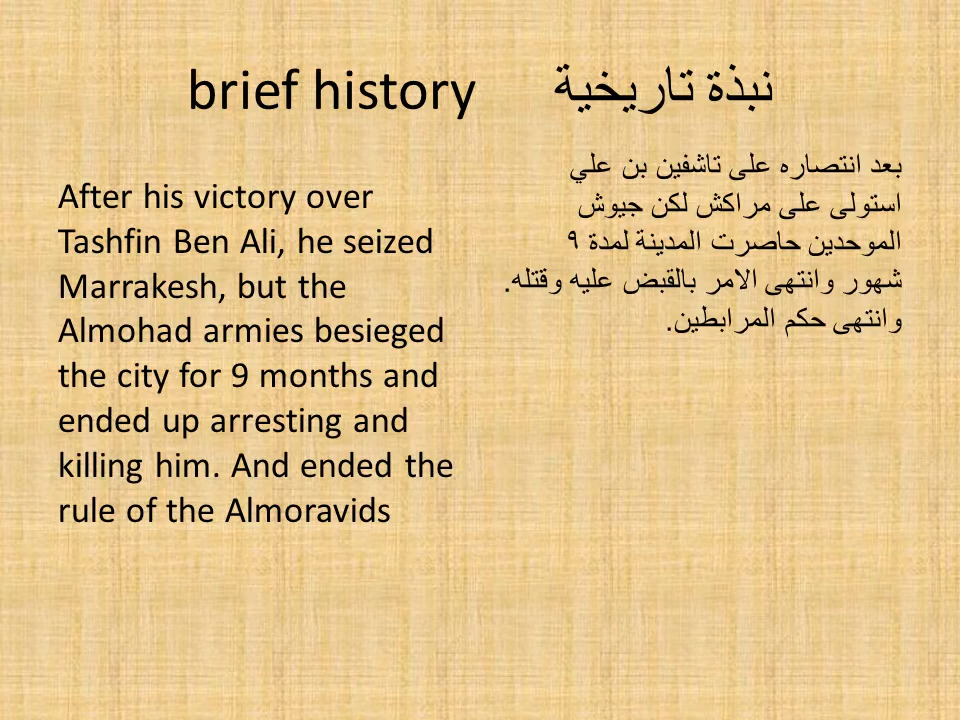 brief history نبذة تاريخية
After his victory over
Tashfin Ben Ali, he seized
Marrakesh, but the
Almohad armies besieged
the city for 9 months and
ended up arresting and
killing him. And ended the
rule of the Almoravids
بعد انتصاره على تاشفين بن علي
استولى على مراكش لكن جيوش
الموحدين حاصرت المدينة لمدة ٩
شهور وانتهى الامر بالقبض عليه وقتله.
وانتهى حكم المرابطين.